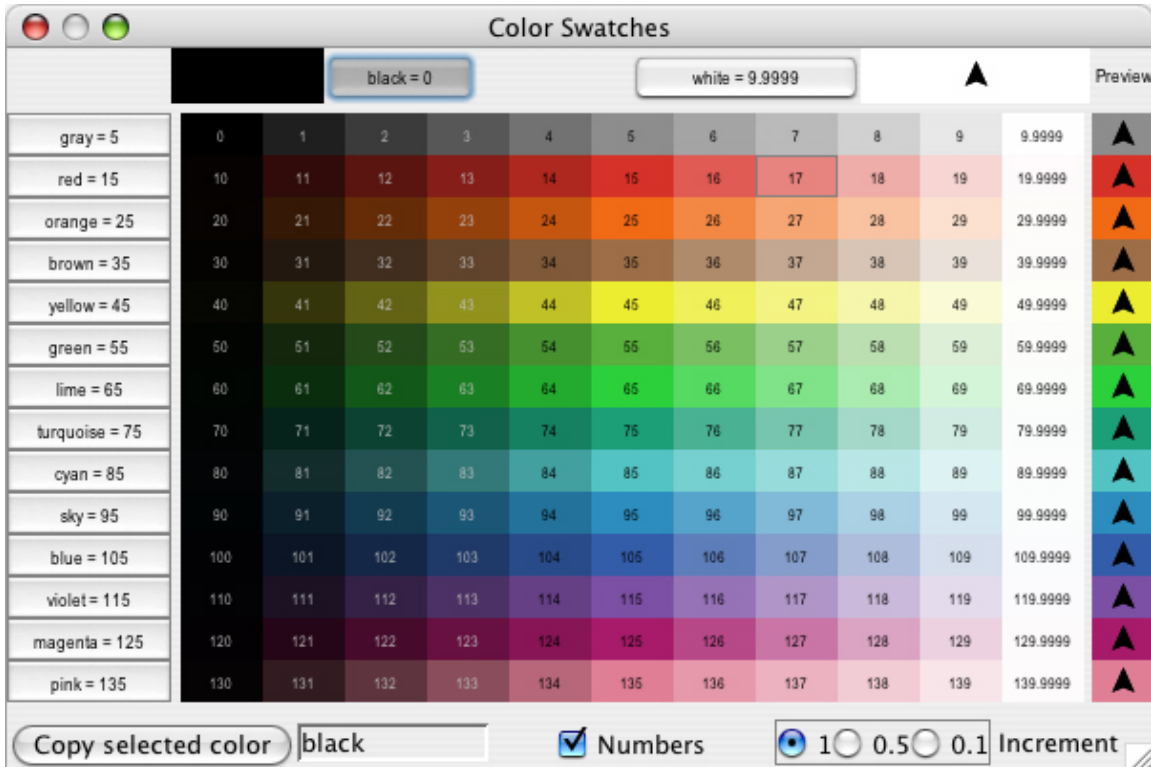 Color Swatches
black = 0 white = 9.9999 Preview
gray = 5 0 1 2 3 4 5 6 7 8 9 9.9999
red = 15 10 11 12 13 14 15 16 17 18 19 19.9999
orange = 25 20 21 22 23 24 25 26 27 28 29 29.9999
brown = 35 30 31 32 33 34 35 36 37 38 39 39.9999
yellow = 45 40 41 42 43 44 45 46 47 48 49 49.9999
green = 55 50 51 52 53 54 55 56 57 58 59 59.9999
lime = 65 60 61 62 63 64 65 66 67 68 69 69.9999
turquoise = 75 70 71 72 73 74 75 76 77 78 79 79.9999
cyan = 85 80 81 82 83 84 85 86 87 88 89 89.9999
sky = 95 90 91 92 93 94 95 96 97 98 99 99.9999
blue = 105 100 101 102 103 104 105 106 107 108 109 109.9999
violet = 115 110 111 112 113 114 115 116 117 118 119 119.9999
magenta = 125 120 121 122 123 124 125 126 127 128 129 129.9999
pink = 135 130 131 132 133 134 135 136 137 138 139 139.9999
Copy selected color black Numbers 1 0.5 0.1 Increment